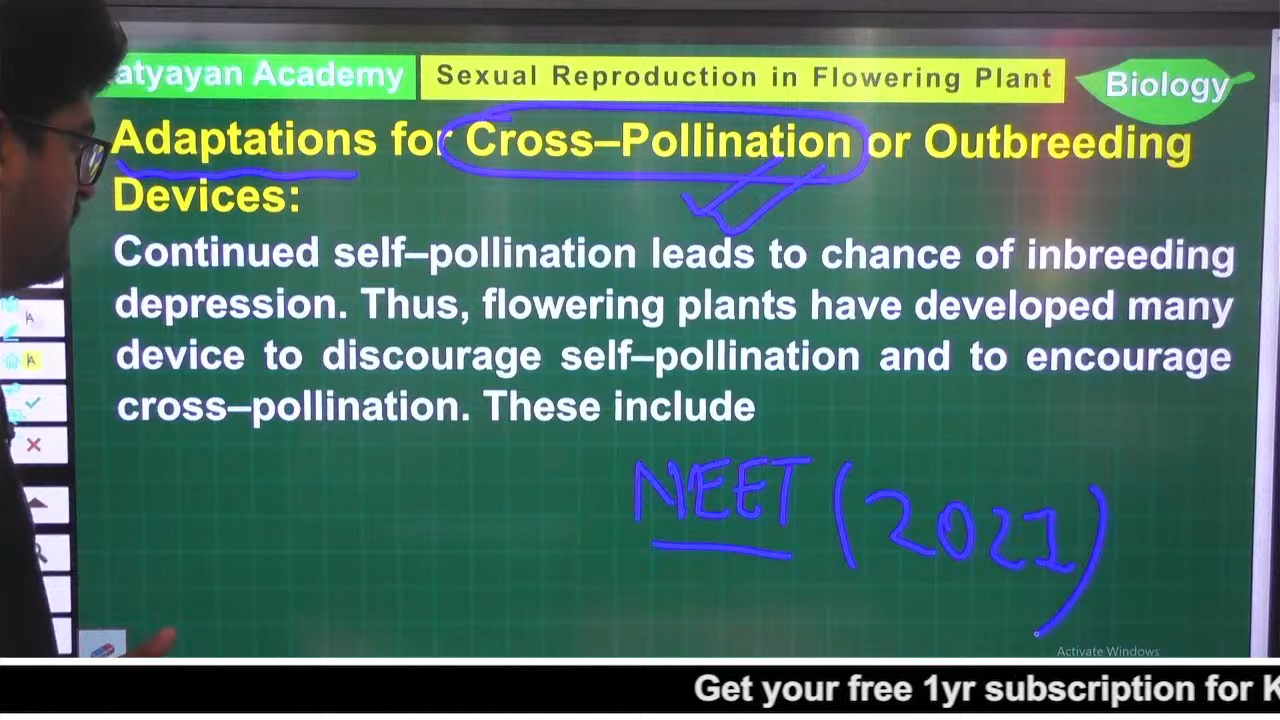 atyayan Academy
Sexual Reproduction in Flowering Plant
Biology
Adaptations for Cross–Pollination or Outbreeding
Devices:
Continued self–pollination leads to chance of inbreeding
depression. Thus, flowering plants have developed many
device to discourage self–pollination and to encourage
cross–pollination. These include
NEET (2021)
Activate Windows
Get your free 1yr subscription for K